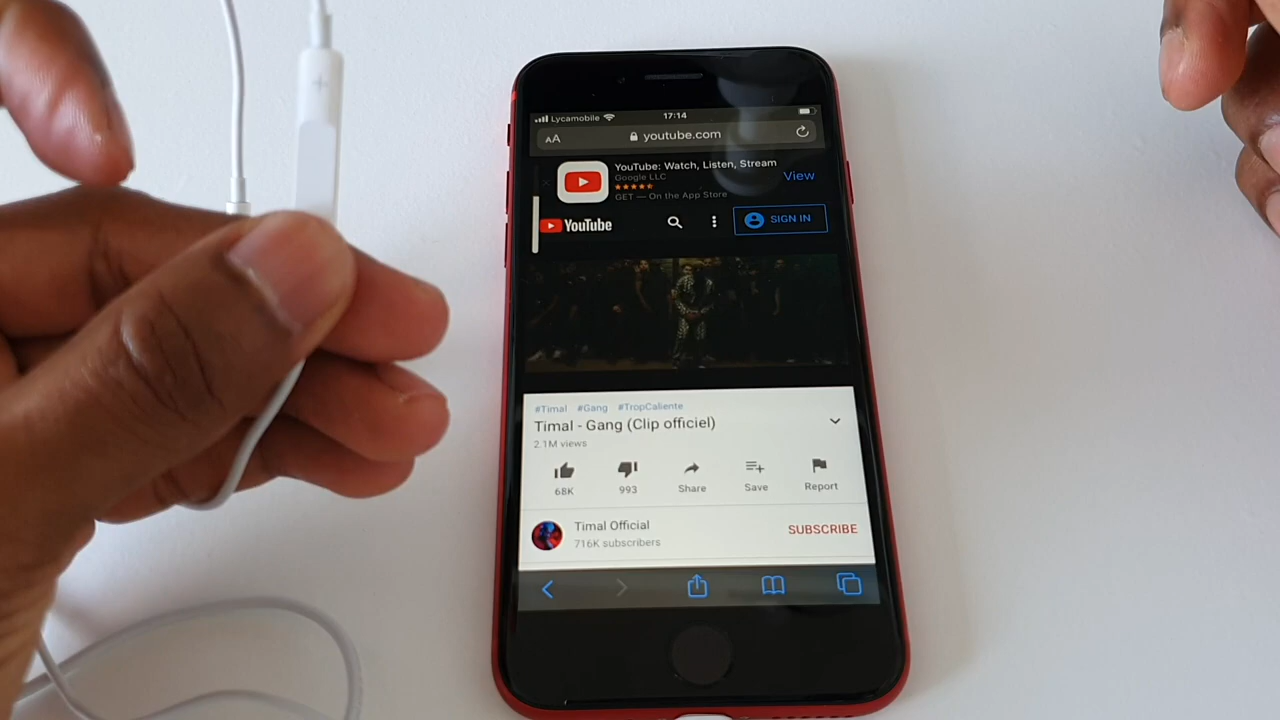 Lycamobile 17:14
AA youtube.com
YouTube: Watch, Listen, Stream
Google LLC
GET — On the App Store
View
YouTube
SIGN IN
#Timal #Gang #TropCaliente
Timal - Gang (Clip officiel)
2.1M views
68K 993 Share Save Report
Timal Official
716K subscribers
SUBSCRIBE